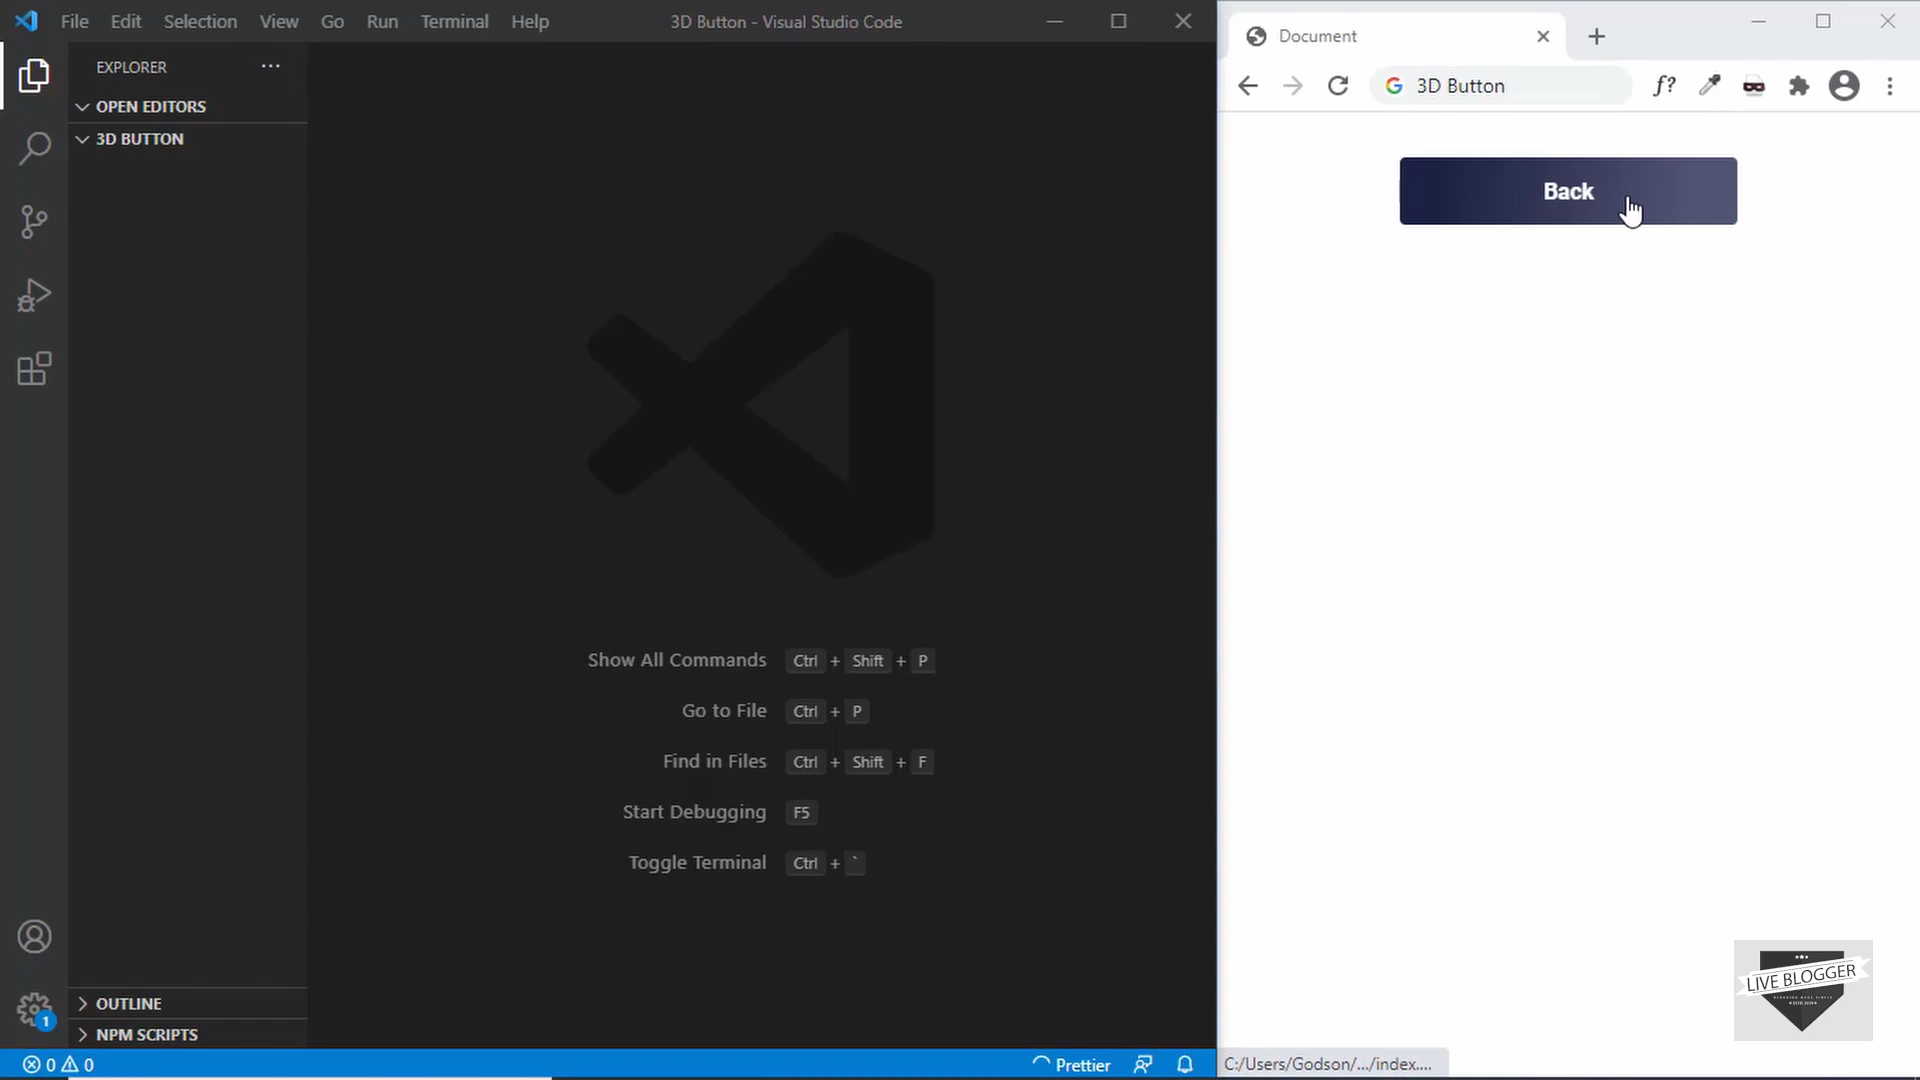 File Edit Selection View Go Run Terminal Help
3D Button - Visual Studio Code
EXPLORER
OPEN EDITORS
3D BUTTON
Show All Commands Ctrl + Shift + P
Go to File Ctrl + P
Find in Files Ctrl + Shift + F
Start Debugging F5
Toggle Terminal Ctrl + `
OUTLINE
NPM SCRIPTS
1
0 0
Prettier
Document
f? 
3D Button
Back
LIVE BLOGGER
C:/Users/Godson/.../index....